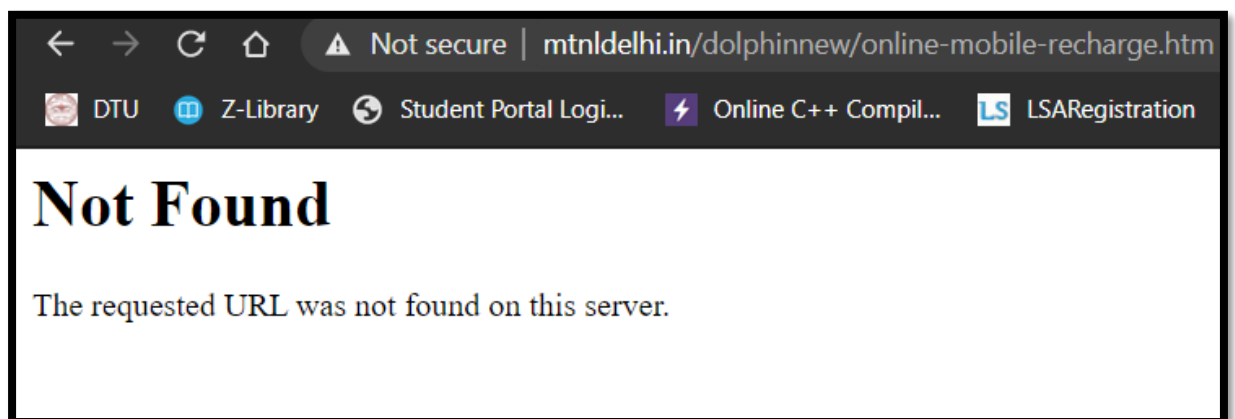 Not secure | mtnldelhi.in/dolphinnew/online-mobile-recharge.htm
DTU Z-Library Student Portal Logi... Online C++ Compil... LS LSARegistration
Not Found
The requested URL was not found on this server.